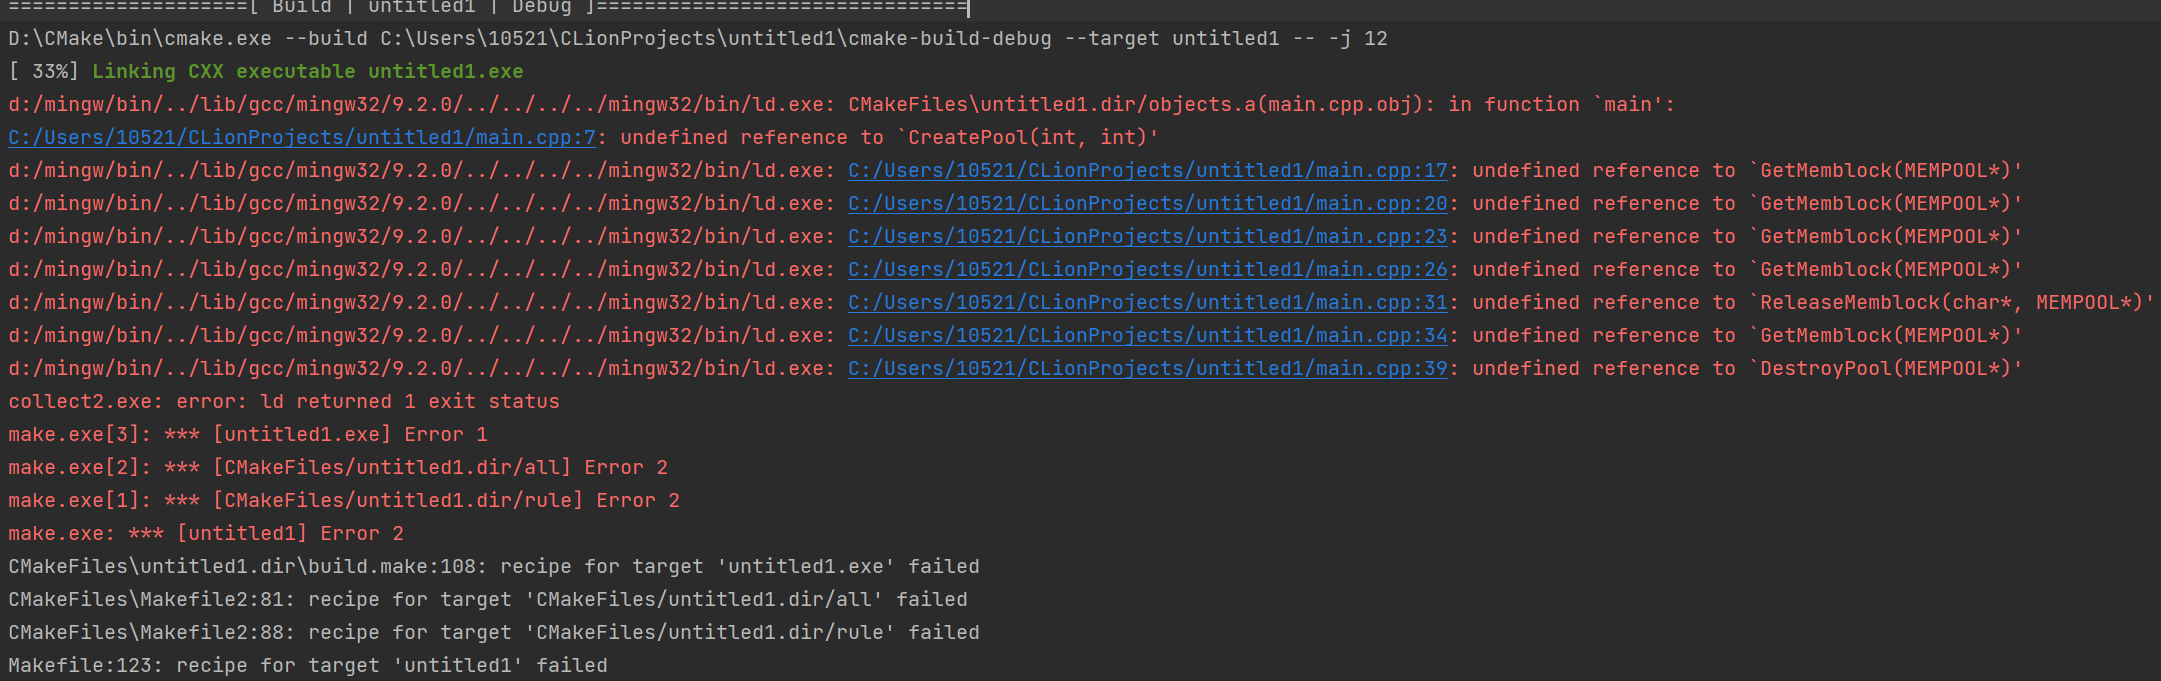 ====================[ Build | untitled1 | Debug ]===============================
D:\CMake\bin\cmake.exe --build C:\Users\10521\CLionProjects\untitled1\cmake-build-debug --target untitled1 -- -j 12
[ 33%] Linking CXX executable untitled1.exe
d:/mingw/bin/../lib/gcc/mingw32/9.2.0/../../../../mingw32/bin/ld.exe: CMakeFiles\untitled1.dir/objects.a(main.cpp.obj): in function `main':
C:/Users/10521/CLionProjects/untitled1/main.cpp:7: undefined reference to `CreatePool(int, int)'
d:/mingw/bin/../lib/gcc/mingw32/9.2.0/../../../../mingw32/bin/ld.exe: C:/Users/10521/CLionProjects/untitled1/main.cpp:17: undefined reference to `GetMemblock(MEMPOOL*)'
d:/mingw/bin/../lib/gcc/mingw32/9.2.0/../../../../mingw32/bin/ld.exe: C:/Users/10521/CLionProjects/untitled1/main.cpp:20: undefined reference to `GetMemblock(MEMPOOL*)'
d:/mingw/bin/../lib/gcc/mingw32/9.2.0/../../../../mingw32/bin/ld.exe: C:/Users/10521/CLionProjects/untitled1/main.cpp:23: undefined reference to `GetMemblock(MEMPOOL*)'
d:/mingw/bin/../lib/gcc/mingw32/9.2.0/../../../../mingw32/bin/ld.exe: C:/Users/10521/CLionProjects/untitled1/main.cpp:26: undefined reference to `GetMemblock(MEMPOOL*)'
d:/mingw/bin/../lib/gcc/mingw32/9.2.0/../../../../mingw32/bin/ld.exe: C:/Users/10521/CLionProjects/untitled1/main.cpp:31: undefined reference to `ReleaseMemblock(char*, MEMPOOL*)'
d:/mingw/bin/../lib/gcc/mingw32/9.2.0/../../../../mingw32/bin/ld.exe: C:/Users/10521/CLionProjects/untitled1/main.cpp:34: undefined reference to `GetMemblock(MEMPOOL*)'
d:/mingw/bin/../lib/gcc/mingw32/9.2.0/../../../../mingw32/bin/ld.exe: C:/Users/10521/CLionProjects/untitled1/main.cpp:39: undefined reference to `DestroyPool(MEMPOOL*)'
collect2.exe: error: ld returned 1 exit status
make.exe[3]: *** [untitled1.exe] Error 1
make.exe[2]: *** [CMakeFiles/untitled1.dir/all] Error 2
make.exe[1]: *** [CMakeFiles/untitled1.dir/rule] Error 2
make.exe: *** [untitled1] Error 2
CMakeFiles\untitled1.dir\build.make:108: recipe for target 'untitled1.exe' failed
CMakeFiles\Makefile2:81: recipe for target 'CMakeFiles/untitled1.dir/all' failed
CMakeFiles\Makefile2:88: recipe for target 'CMakeFiles/untitled1.dir/rule' failed
Makefile:123: recipe for target 'untitled1' failed